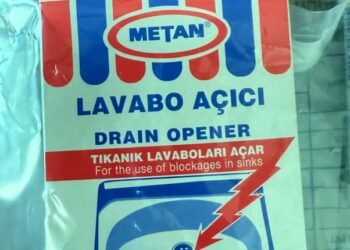 METAN®
LAVABO AÇICI
DRAIN OPENER
TIKANIK LAVABOLARI AÇAR
For the use of blockages in sinks